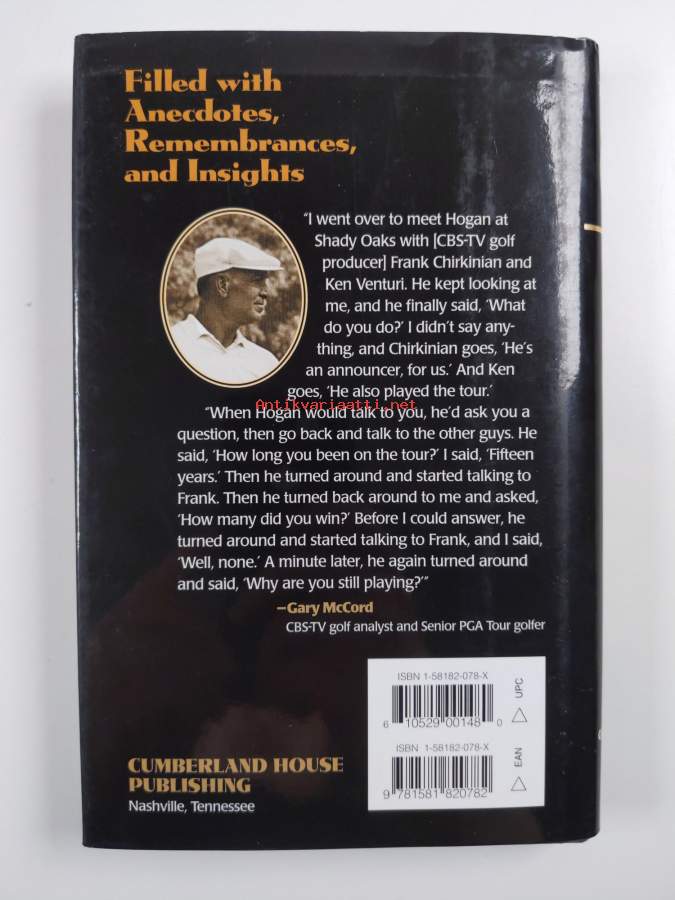 Filled with
Anecdotes,
Remembrances,
and Insights
“I went over to meet Hogan at
Shady Oaks with [CBS-TV golf
producer] Frank Chirkinian and
Ken Venturi. He kept looking at
me, and he finally said, ‘What
do you do?’ I didn’t say any-
thing, and Chirkinian goes, ‘He’s
an announcer, for us.’ And Ken
goes, ‘He also played the tour.’
Antikvariaatti.net
“When Hogan would talk to you, he’d ask you a
question, then go back and talk to the other guys. He
said, ‘How long you been on the tour?’ I said, ‘Fifteen
years.’ Then he turned around and started talking to
Frank. Then he turned back around to me and asked,
‘How many did you win?’ Before I could answer, he
turned around and started talking to Frank, and I said,
‘Well, none.’ A minute later, he again turned around
and said, ‘Why are you still playing?’”
—Gary McCord
CBS-TV golf analyst and Senior PGA Tour golfer
ISBN 1-58182-078-X
6 10529 00148 0
UPC
ISBN 1-58182-078-X
9 781581 820782
EAN
CUMBERLAND HOUSE
PUBLISHING
Nashville, Tennessee